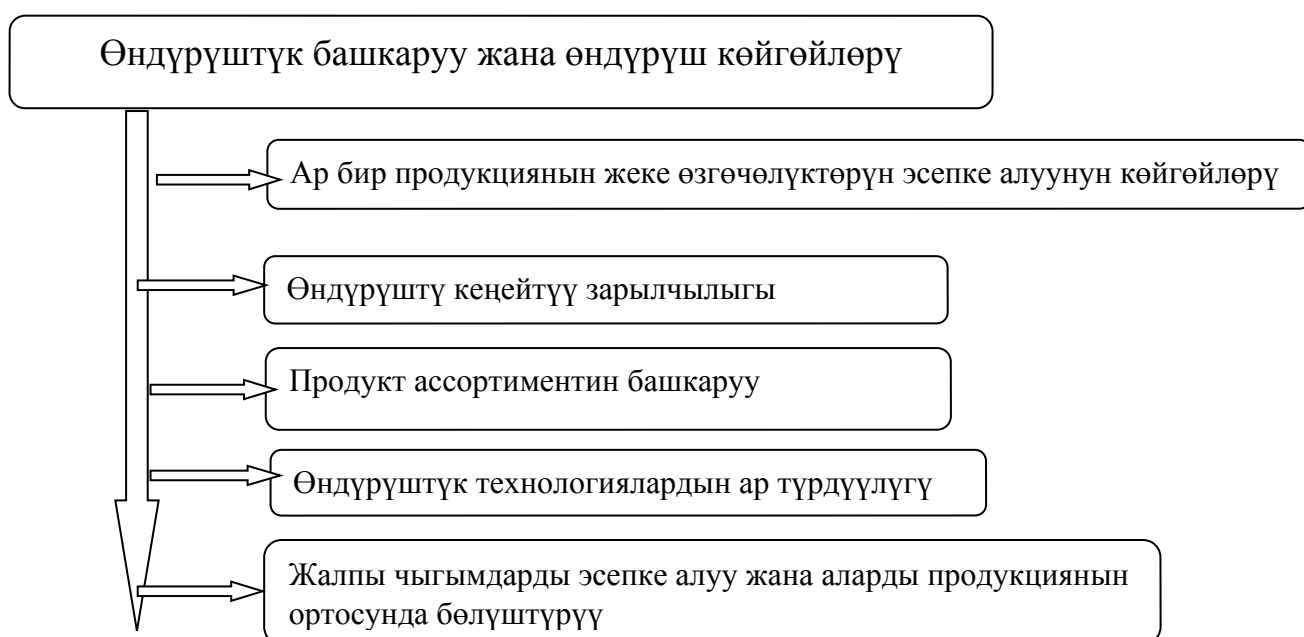 Өндүрүштүк башкаруу жана өндүрүш көйгөйлөрү
Ар бир продукциянын жеке өзгөчөлүктөрүн эсепке алуунун көйгөйлөрү
Өндүрүштү кеңейтүү зарылчылыгы
Продукт ассортиментин башкаруу
Өндүрүштүк технологиялардын ар түрдүүлүгү
Жалпы чыгымдарды эсепке алуу жана аларды продукциянын
ортосунда бөлүштүрүү